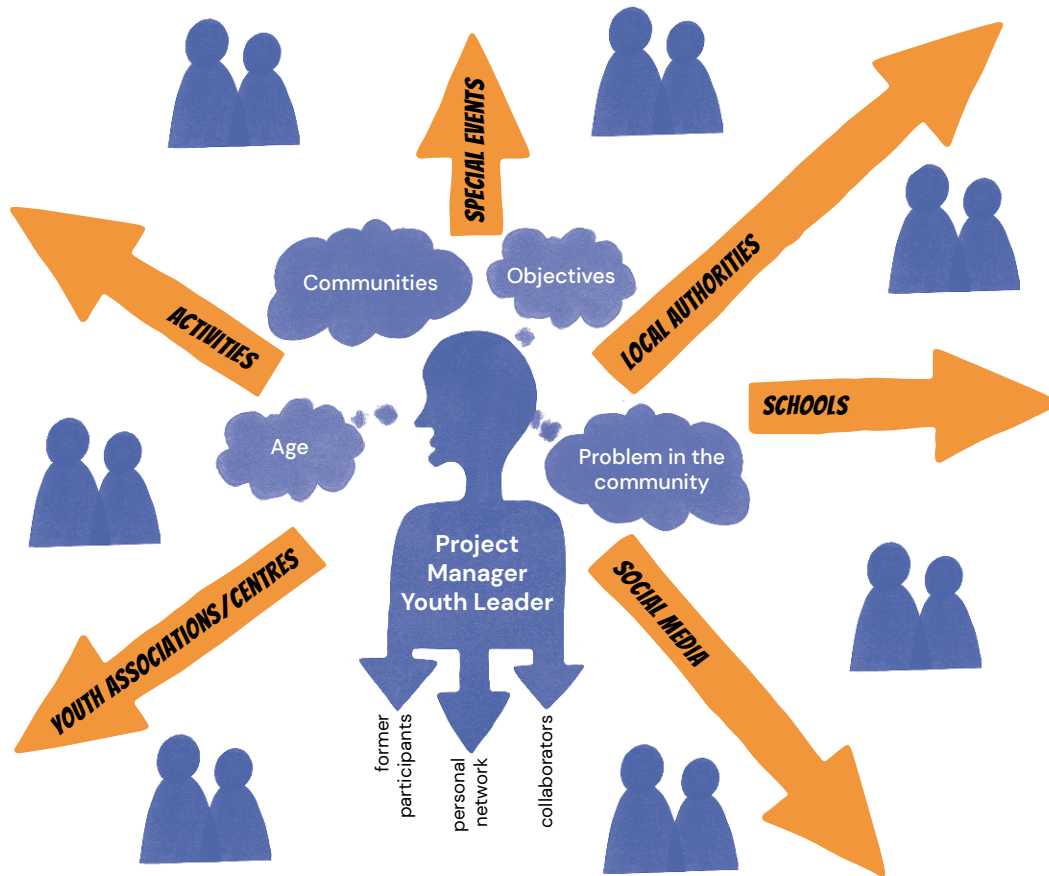 SPECIAL EVENTS
LOCAL AUTHORITIES
Communities
Objectives
ACTIVITIES
SCHOOLS
Age
Problem in the
community
Project
Manager
Youth Leader
YOUTH ASSOCIATIONS/CENTRES
SOCIAL MEDIA
former
participants
personal
network
collaborators